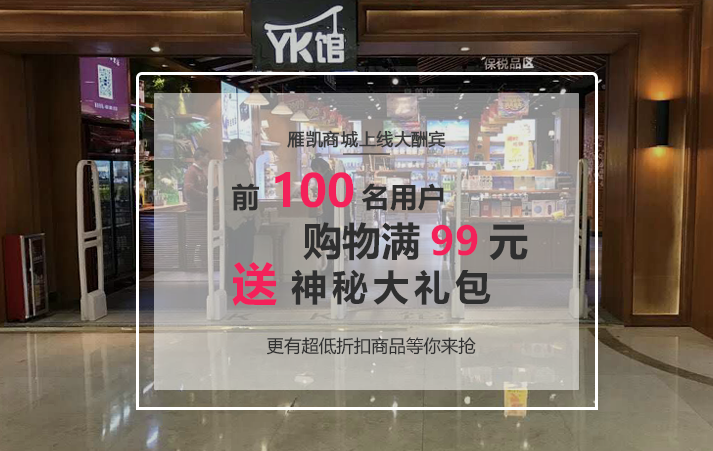 YK馆
保税品区
雁凯商城上线大酬宾
前 100 名用户
购物满 99 元
送 神秘大礼包
更有超低折扣商品等你来抢